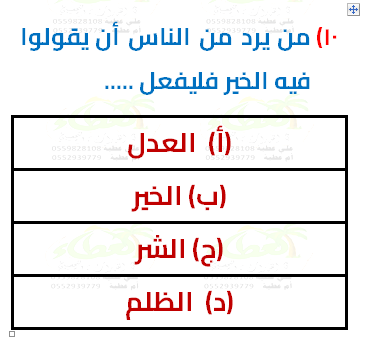 ١٠) من يرد من الناس أن يقولوا
فيه الخير فليفعل .....
(أ) العدل
(ب) الخير
(ج) الشر
(د) الظلم